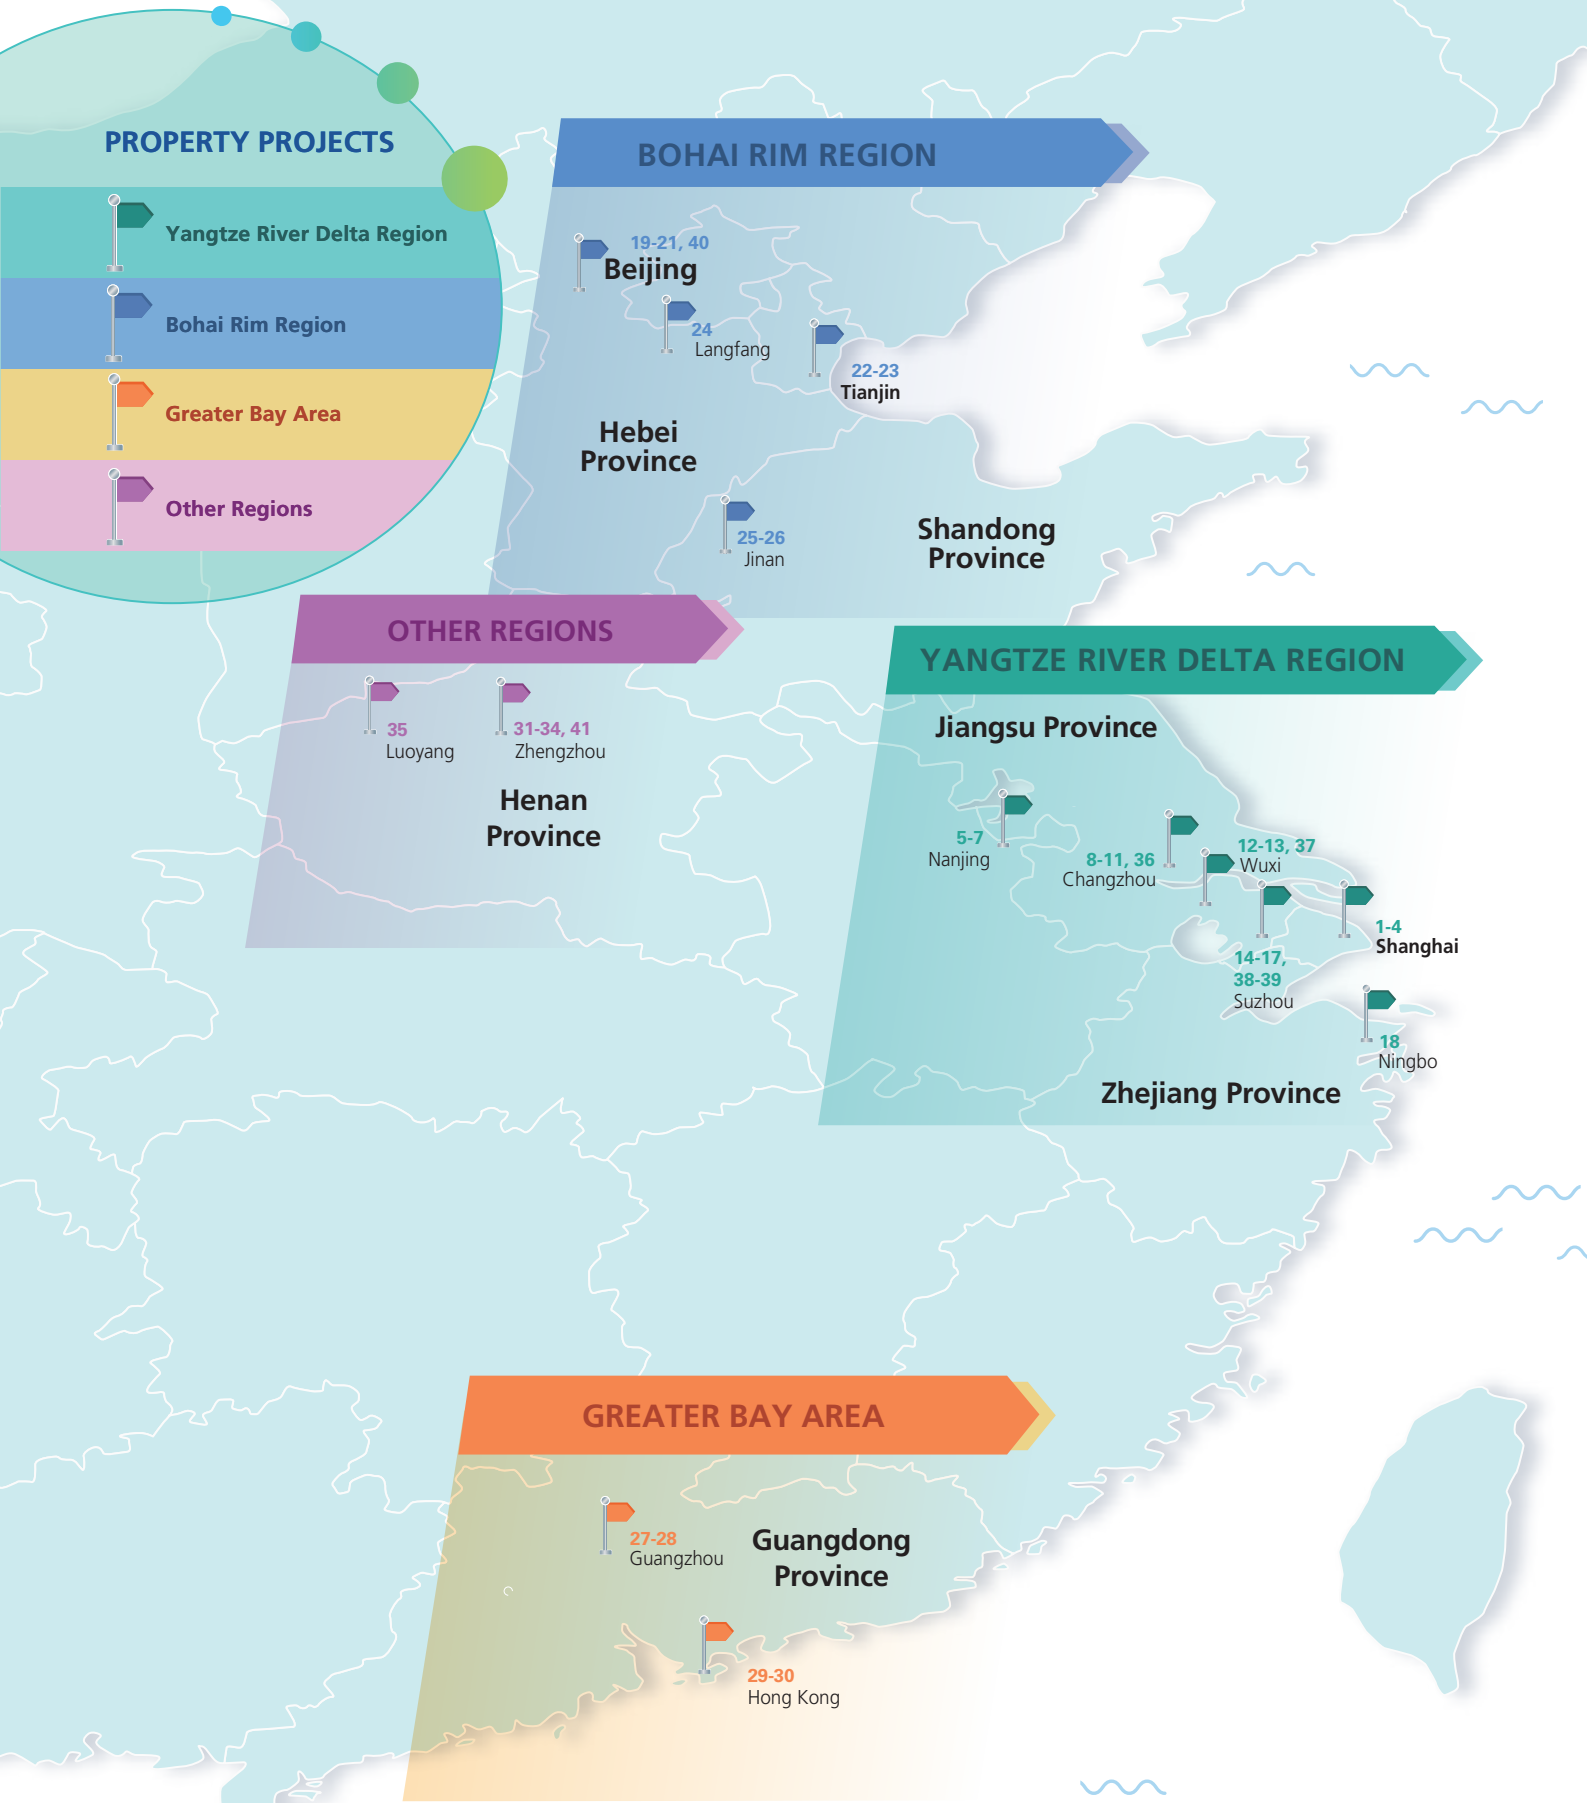 PROPERTY PROJECTS
Yangtze River Delta Region
Bohai Rim Region
Greater Bay Area
Other Regions
BOHAI RIM REGION
19-21, 40
Beijing
24
Langfang
22-23
Tianjin
Hebei
Province
25-26
Jinan
Shandong
Province
OTHER REGIONS
35
Luoyang
31-34, 41
Zhengzhou
Henan
Province
YANGTZE RIVER DELTA REGION
Jiangsu Province
5-7
Nanjing
8-11, 36
Changzhou
12-13, 37
Wuxi
1-4
Shanghai
14-17,
38-39
Suzhou
18
Ningbo
Zhejiang Province
GREATER BAY AREA
27-28
Guangzhou
Guangdong
Province
29-30
Hong Kong